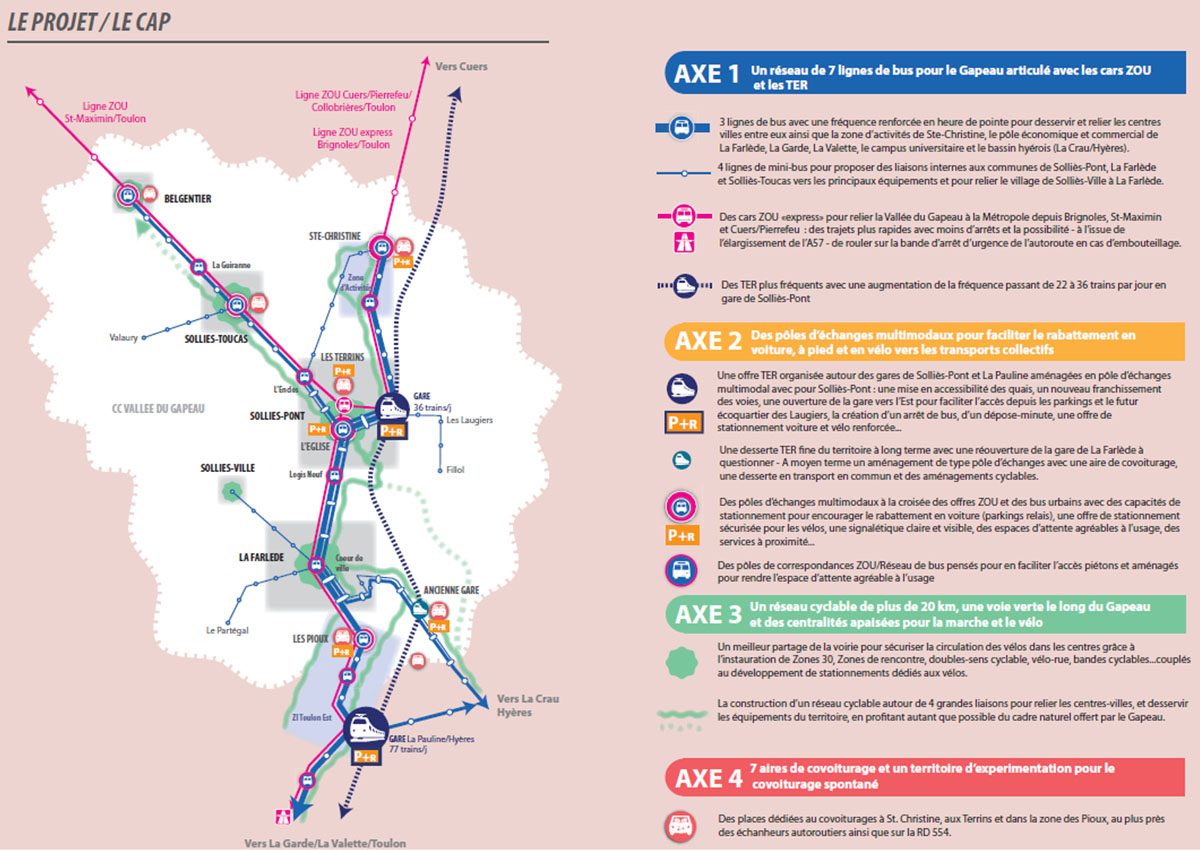 LE PROJET / LE CAP
Vers Cuers
Ligne ZOU
St-Maximin/Toulon
Ligne ZOU Cuers/Pierrefeu/
Collobrières/Toulon
Ligne ZOU express
Brignoles/Toulon
BELGENTIER
STE-CHRISTINE
P+R
La Guiranne
Zone
d'Activités
Valaury
SOLLIES-TOUCAS
LES TERRINS
P+R
L'Endos
CC VALLEE DU GAPEAU
SOLLIES-PONT
GARE
36 trains/j
P+R
P+R
Les Laugiers
L'EGLISE
SOLLIES-VILLE
Logis Neuf
Fillol
LA FARLEDE
Coeur de
ville
ANCIENNE GARE
P+R
Le Partégal
LES PIOUX
P+R
Vers La Crau
Hyères
ZI Toulon Est
GARE La Pauline/Hyères
77 trains/j
P+R
Vers La Garde/La Valette/Toulon
AXE 1 Un réseau de 7 lignes de bus pour le Gapeau articulé avec les cars ZOU
et les TER
3 lignes de bus avec une fréquence renforcée en heure de pointe pour desservir et relier les centres
villes entre eux ainsi que la zone d'activités de Ste-Christine, le pôle économique et commercial de
La Farlède, La Garde, La Valette, le campus universitaire et le bassin hyérois (La Crau/Hyères).
4 lignes de mini-bus pour proposer des liaisons internes aux communes de Solliès-Pont, La Farlède
et Solliès-Toucas vers les principaux équipements et pour relier le village de Solliès-Ville à La Farlède.
Des cars ZOU «express» pour relier la Vallée du Gapeau à la Métropole depuis Brignoles, St-Maximin
et Cuers/Pierrefeu : des trajets plus rapides avec moins d'arrêts et la possibilité - à l'issue de
l'élargissement de l'A57 - de rouler sur la bande d'arrêt d'urgence de l'autoroute en cas d'embouteillage.
Des TER plus fréquents avec une augmentation de la fréquence passant de 22 à 36 trains par jour en
gare de Solliès-Pont
AXE 2 Des pôles d'échanges multimodaux pour faciliter le rabattement en
voiture, à pied et en vélo vers les transports collectifs
Une offre TER organisée autour des gares de Solliès-Pont et La Pauline aménagées en pôle d'échanges
multimodal avec pour Solliès-Pont : une mise en accessibilité des quais, un nouveau franchissement
des voies, une ouverture de la gare vers l'Est pour faciliter l'accès depuis les parkings et le futur
écoquartier des Laugiers, la création d'un arrêt de bus, d'un dépose-minute, une offre de
stationnement voiture et vélo renforcée...
P+R
Une desserte TER fine du territoire à long terme avec une réouverture de la gare de La Farlède à
questionner - A moyen terme un aménagement de type pôle d'échanges avec une aire de covoiturage,
une desserte en transport en commun et des aménagements cyclables.
Des pôles d'échanges multimodaux à la croisée des offres ZOU et des bus urbains avec des capacités de
stationnement pour encourager le rabattement en voiture (parkings relais), une offre de stationnement
sécurisée pour les vélos, une signalétique claire et visible, des espaces d'attente agréables à l'usage, des
services à proximité...
P+R
Des pôles de correspondances ZOU/Réseau de bus pensés pour en faciliter l'accès piétons et aménagés
pour rendre l'espace d'attente agréable à l'usage
AXE 3 Un réseau cyclable de plus de 20 km, une voie verte le long du Gapeau
et des centralités apaisées pour la marche et le vélo
Un meilleur partage de la voirie pour sécuriser la circulation des vélos dans les centres grâce à
l'instauration de Zones 30, Zones de rencontre, doubles-sens cyclable, vélo-rue, bandes cyclables...couplés
au développement de stationnements dédiés aux vélos.
La construction d'un réseau cyclable autour de 4 grandes liaisons pour relier les centres-villes, et desservir
les équipements du territoire, en profitant autant que possible du cadre naturel offert par le Gapeau.
AXE 4 7 aires de covoiturage et un territoire d'experimentation pour le
covoiturage spontané
Des places dédiées au covoiturages à St. Christine, aux Terrins et dans la zone des Pioux, au plus près
des échanheurs autoroutiers ainsi que sur la RD 554.